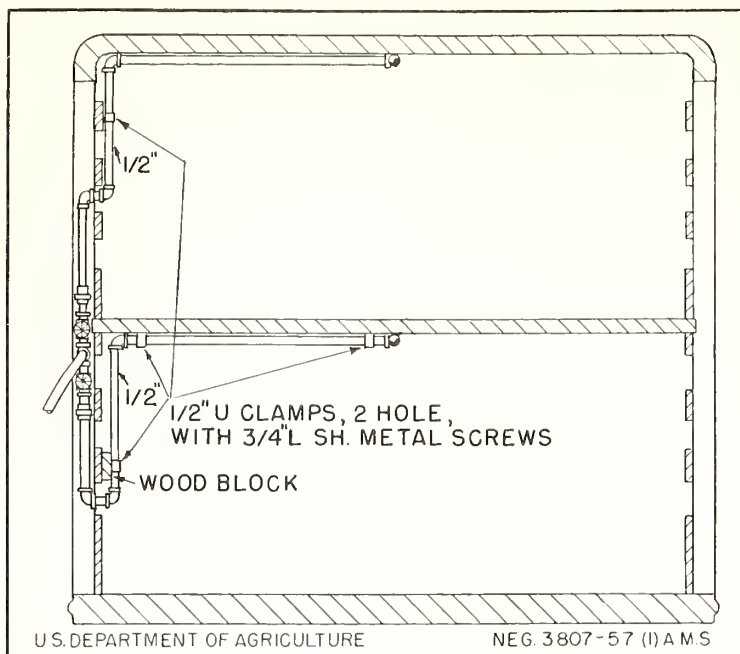 1/2"
1/2"
1/2" U CLAMPS, 2 HOLE,
WITH 3/4"L SH. METAL SCREWS
WOOD BLOCK
U.S. DEPARTMENT OF AGRICULTURE NEG. 3807-57 (1) A M.S